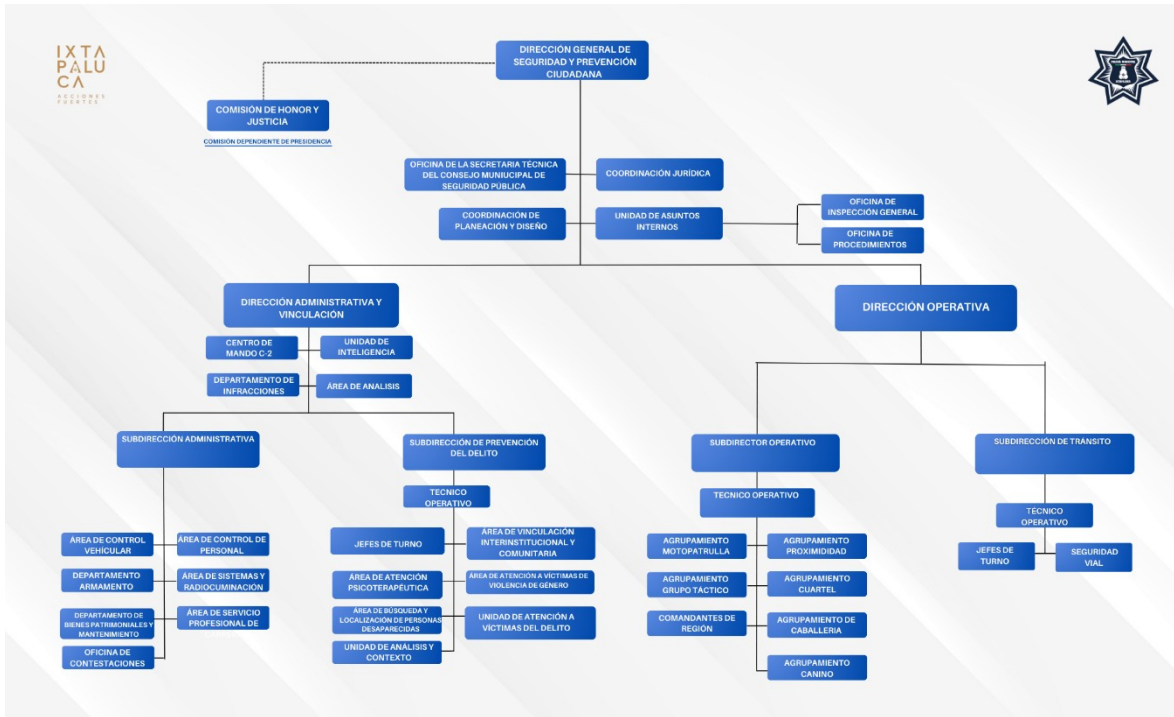 IXTA
PALU
CA
ACCIONES
FUERTES
DIRECCIÓN GENERAL DE
SEGURIDAD Y PREVENCIÓN
CIUDADANA
COMISIÓN DE HONOR Y
JUSTICIA
COMISIÓN DEPENDIENTE DE PRESIDENCIA
OFICINA DE LA SECRETARIA TÉCNICA
DEL CONSEJO MUNIUCIPAL DE
SEGURIDAD PÚBLICA
COORDINACIÓN JURÍDICA
COORDINACIÓN DE
PLANEACIÓN Y DISEÑO
UNIDAD DE ASUNTOS
INTERNOS
OFICINA DE
INSPECCIÓN GENERAL
OFICINA DE
PROCEDIMIENTOS
DIRECCIÓN ADMINISTRATIVA Y
VINCULACIÓN
DIRECCIÓN OPERATIVA
CENTRO DE
MANDO C-2
UNIDAD DE
INTELIGENCIA
DEPARTAMENTO DE
INFRACCIONES
ÁREA DE ANALISIS
SUBDIRECCIÓN ADMINISTRATIVA
SUBDIRECCIÓN DE PREVENCIÓN
DEL DELITO
SUBDIRECTOR OPERATIVO
SUBDIRECCIÓN DE TRÁNSITO
TECNICO
OPERATIVO
TECNICO OPERATIVO
TÉCNICO
OPERATIVO
ÁREA DE CONTROL
VEHÍCULAR
ÁREA DE CONTROL DE
PERSONAL
DEPARTAMENTO
ARMAMENTO
ÁREA DE SISTEMAS Y
RADIOCUMINACIÓN
DEPARTAMENTO DE
BIENES PATRIMONIALES Y
MANTENIMIENTO
ÁREA DE SERVICIO
PROFESIONAL DE
OFICINA DE
CONTESTACIONES
JEFES DE TURNO
ÁREA DE VINCULACIÓN
INTERINSTITUCIONAL Y
COMUNITARIA
ÁREA DE ATENCIÓN
PSICOTERAPÉUTICA
ÁREA DE ATENCIÓN A VÍCTIMAS DE
VIOLENCIA DE GÉNERO
ÁREA DE BÚSQUEDA Y
LOCALIZACIÓN DE PERSONAS
DESAPARECIDAS
UNIDAD DE ATENCIÓN A
VÍCTIMAS DEL DELITO
UNIDAD DE ANÁLISIS Y
CONTEXTO
AGRUPAMIENTO
MOTOPATRULLA
AGRUPAMIENTO
PROXIMIDIDAD
AGRUPAMIENTO
GRUPO TÁCTICO
AGRUPAMIENTO
CUARTEL
COMANDANTES DE
REGIÓN
AGRUPAMIENTO DE
CABALLERIA
AGRUPAMIENTO
CANINO
JEFES DE
TURNO
SEGURIDAD
VIAL